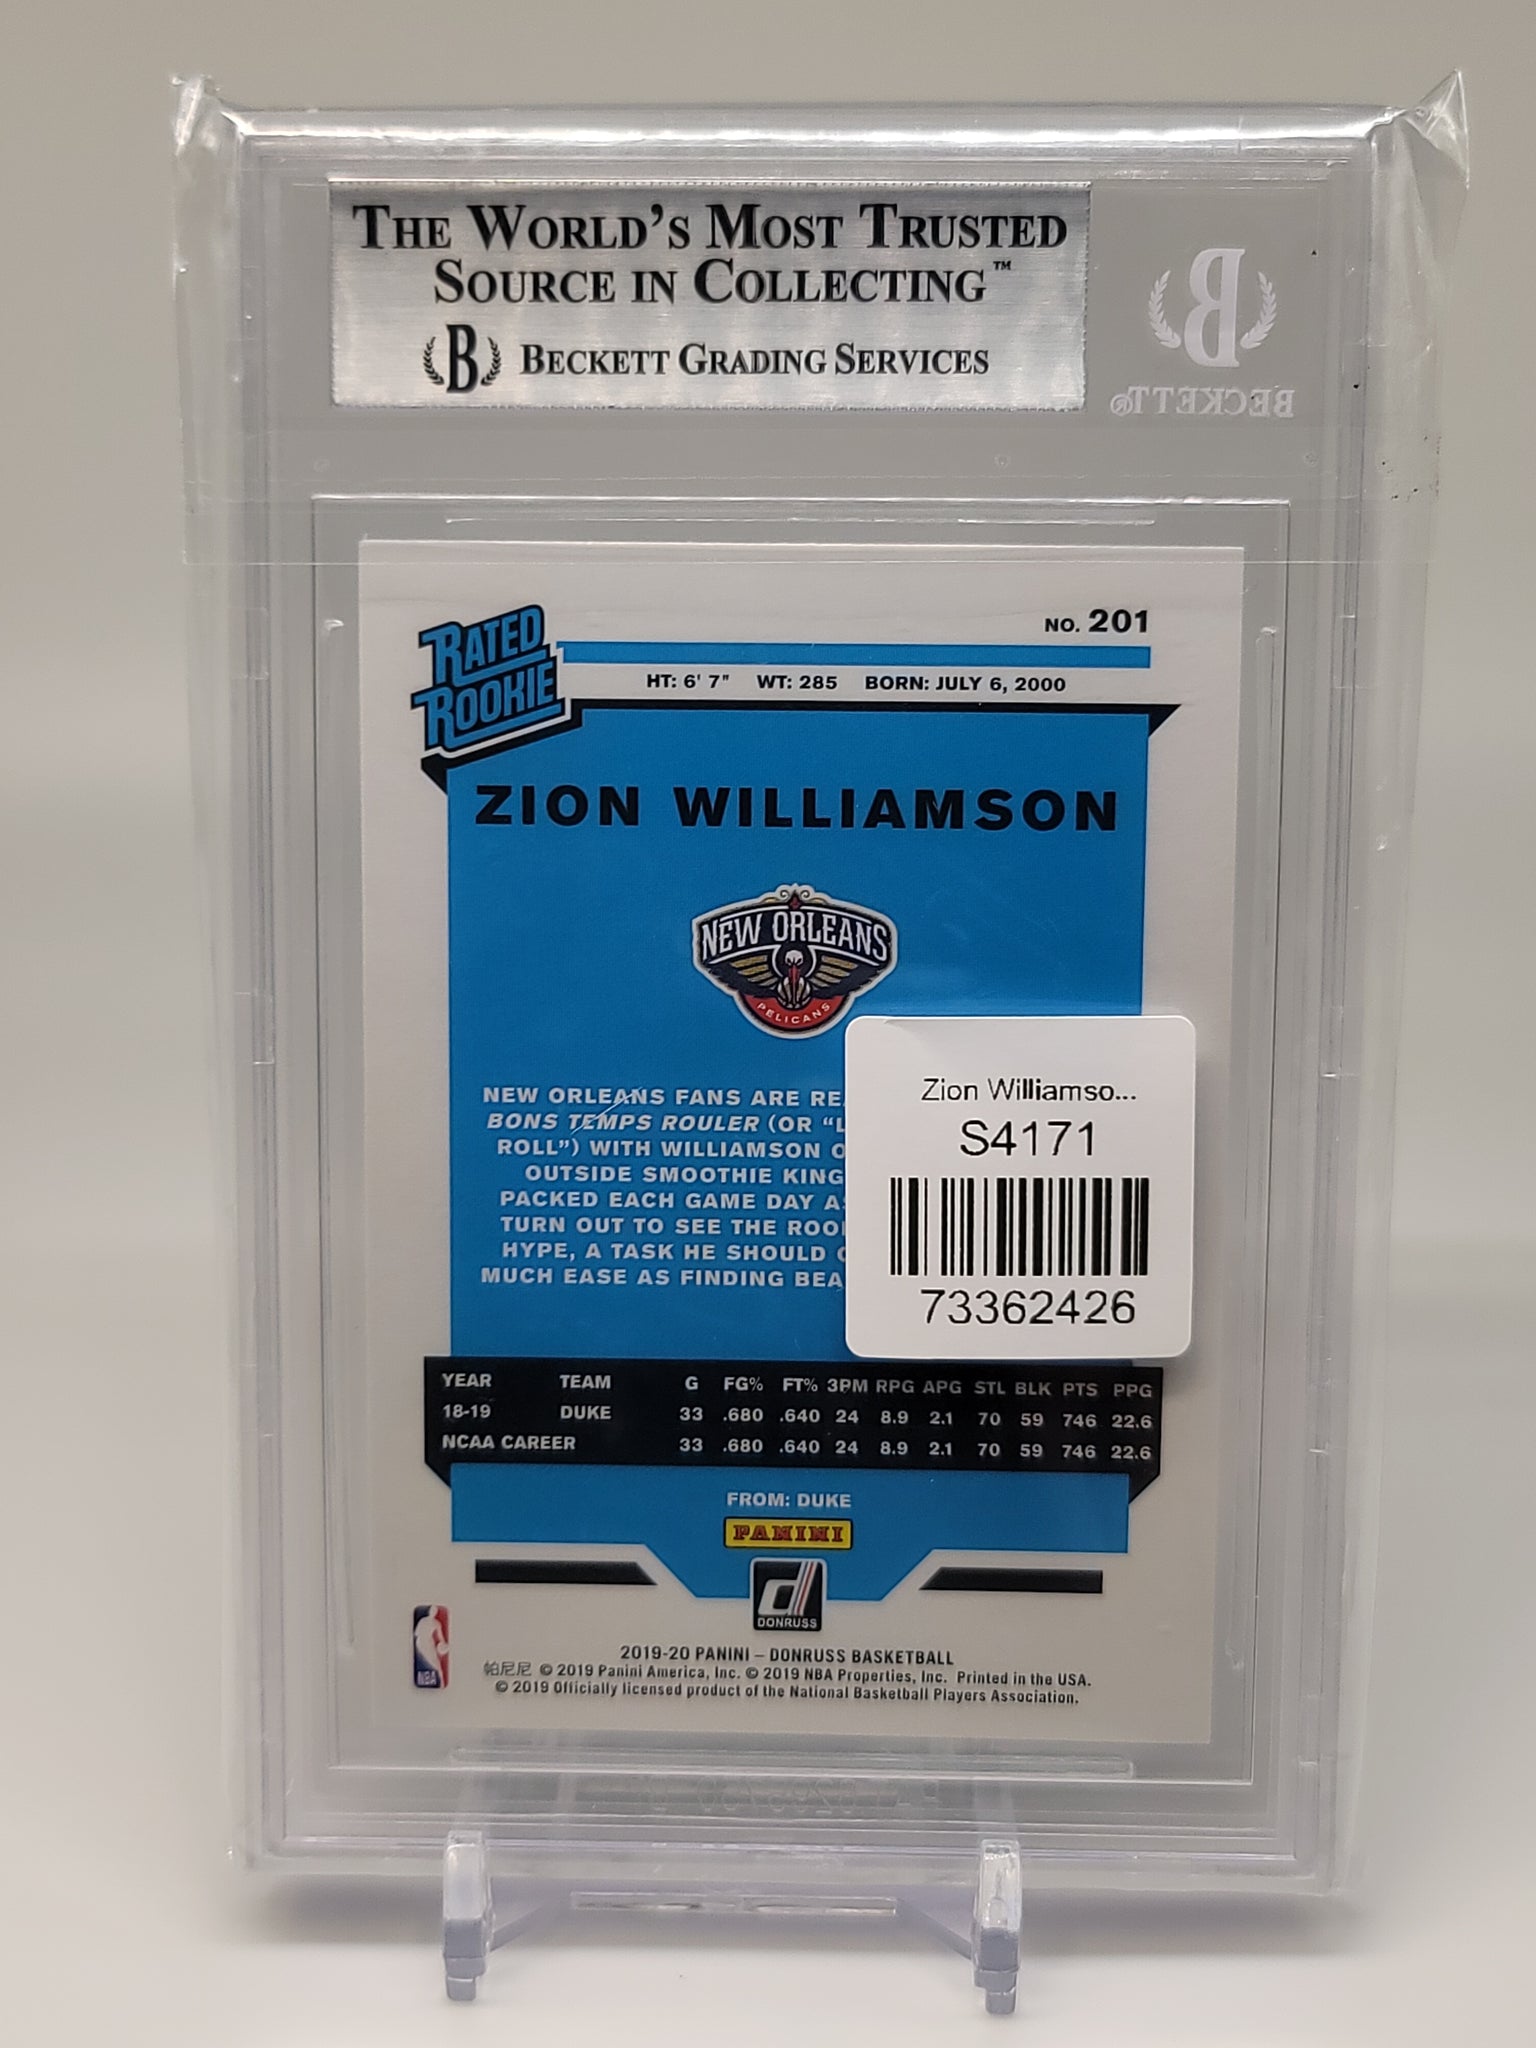 THE WORLD'S MOST TRUSTED
SOURCE IN COLLECTING™
B BECKETT GRADING SERVICES
B
BECKETT®
RATED
ROOKIE
NO. 201
HT: 6' 7" WT: 285 BORN: JULY 6, 2000
ZION WILLIAMSON
NEW ORLEANS
PELICANS
NEW ORLEANS FANS ARE
BONS TEMPS ROULER (OR
ROLL") WITH WILLIAMSON
OUTSIDE SMOOTHIE KING
PACKED EACH GAME DAY
TURN OUT TO SEE THE
HYPE, A TASK HE SHOULD
MUCH EASE AS FINDING
Zion Williamso...
S4171
73362426
YEAR TEAM G FG% FT% 3PM RPG APG STL BLK PTS PPG
18-19 DUKE 33 .680 .640 24 8.9 2.1 70 59 746 22.6
NCAA CAREER 33 .680 .640 24 8.9 2.1 70 59 746 22.6
FROM: DUKE
PANINI
d
DONRUSS
NBA
2019-20 PANINI – DONRUSS BASKETBALL
帕尼尼 © 2019 Panini America, Inc. © 2019 NBA Properties, Inc. Printed in the USA.
© 2019 Officially licensed product of the National Basketball Players Association.